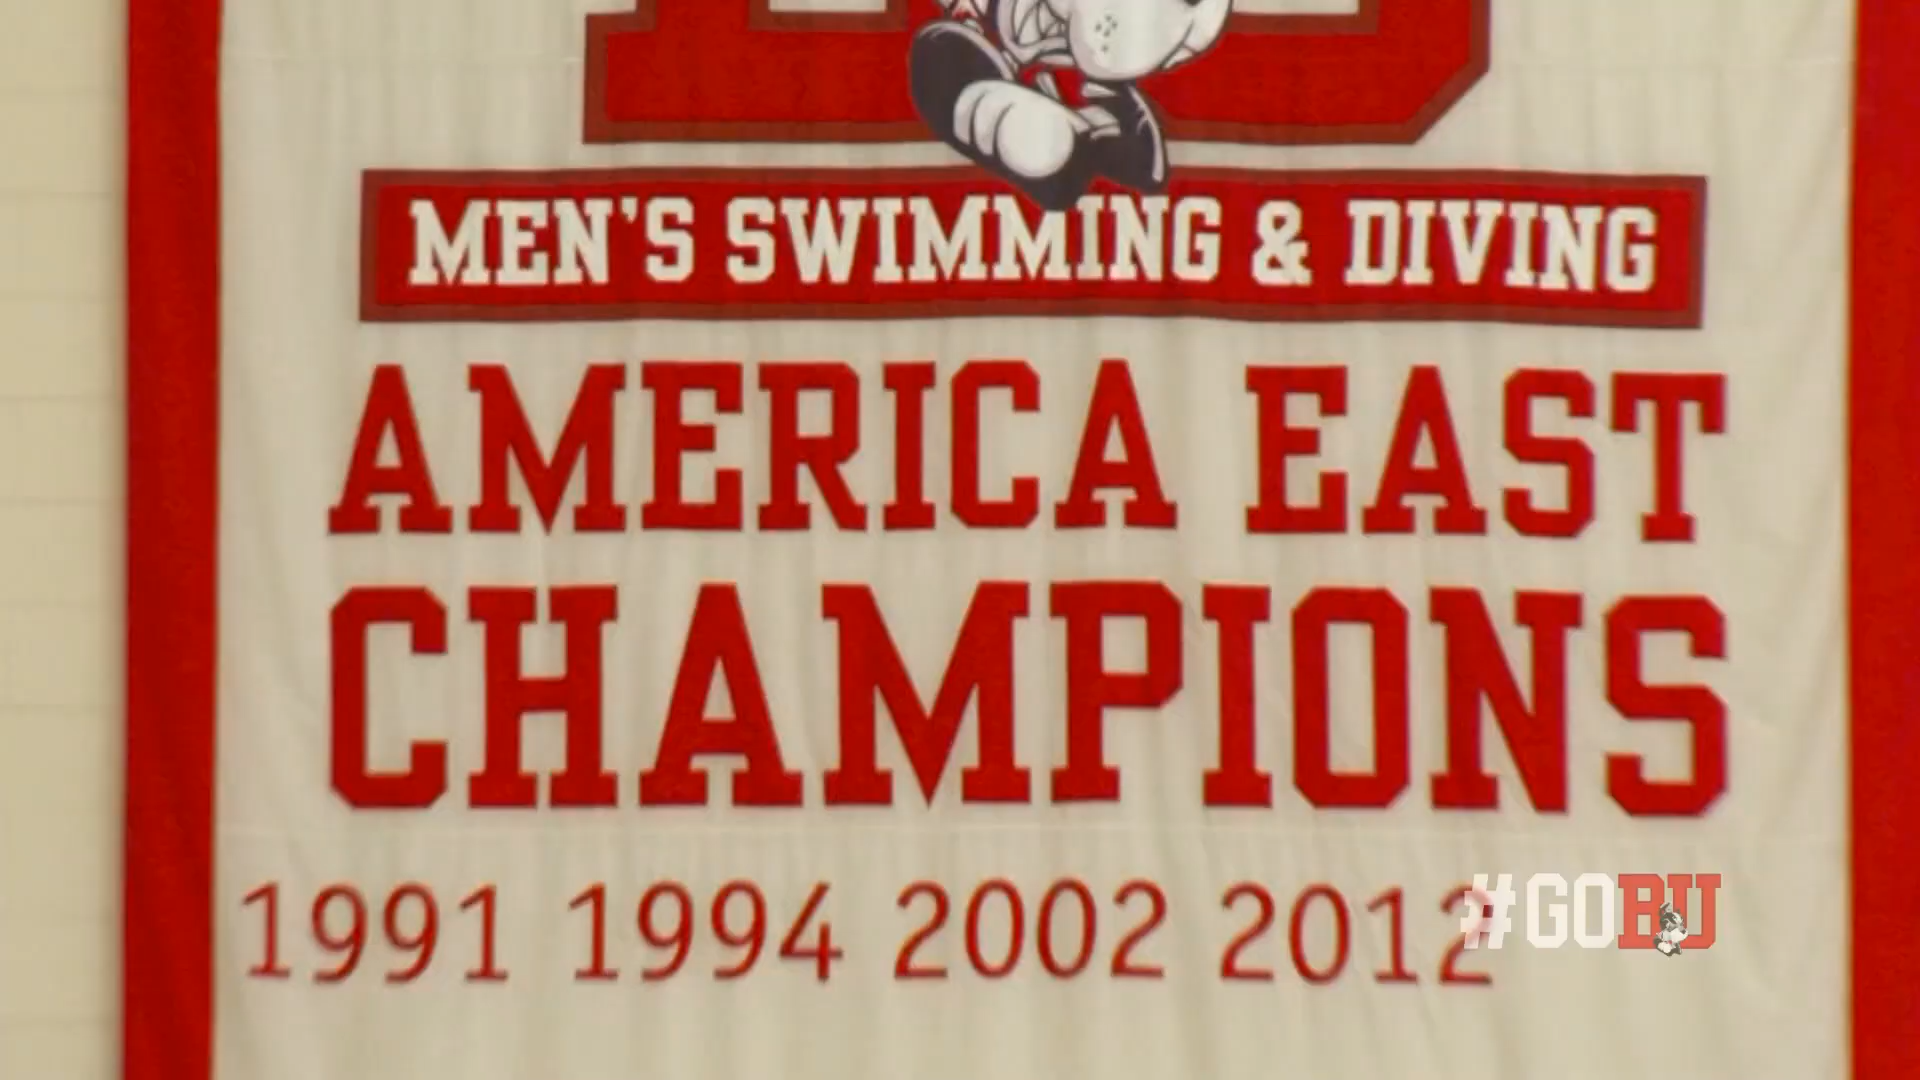 MEN'S SWIMMING & DIVING
AMERICA EAST
CHAMPIONS
1991 1994 2002 2012
#GOBU